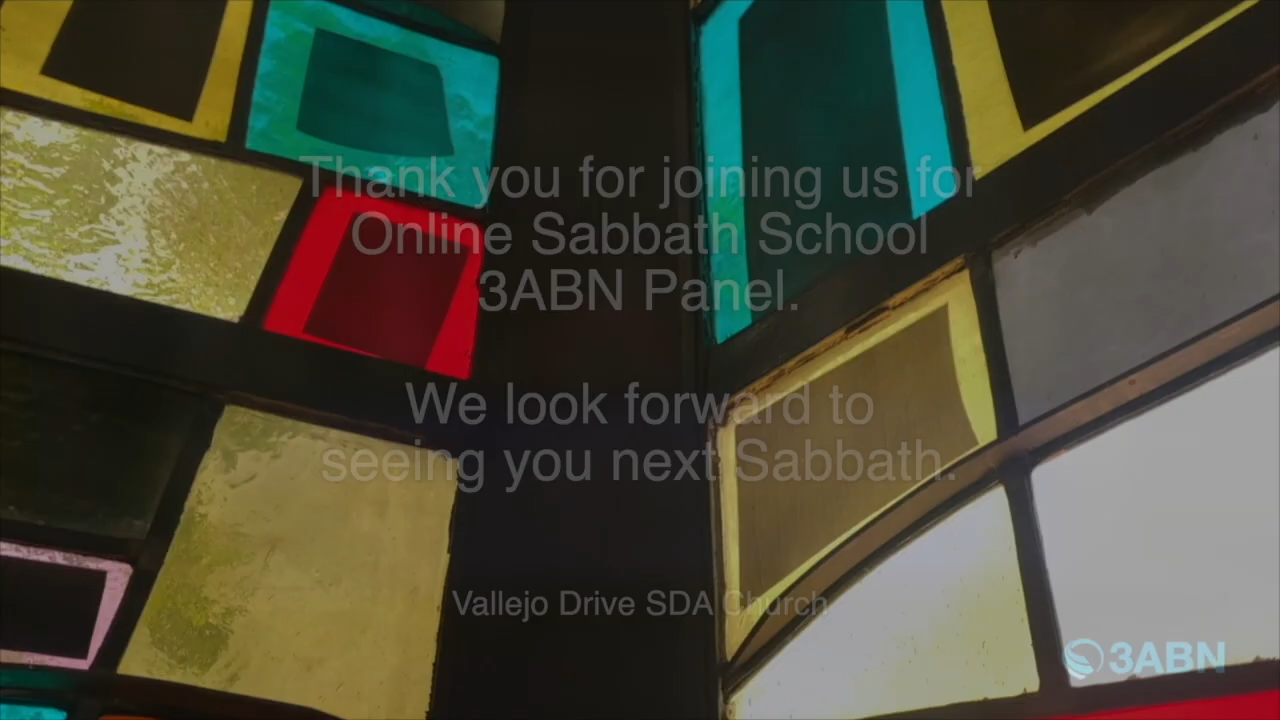 Thank you for joining us for
Online Sabbath School
3ABN Panel.
We look forward to
seeing you next Sabbath.
Vallejo Drive SDA Church
3ABN